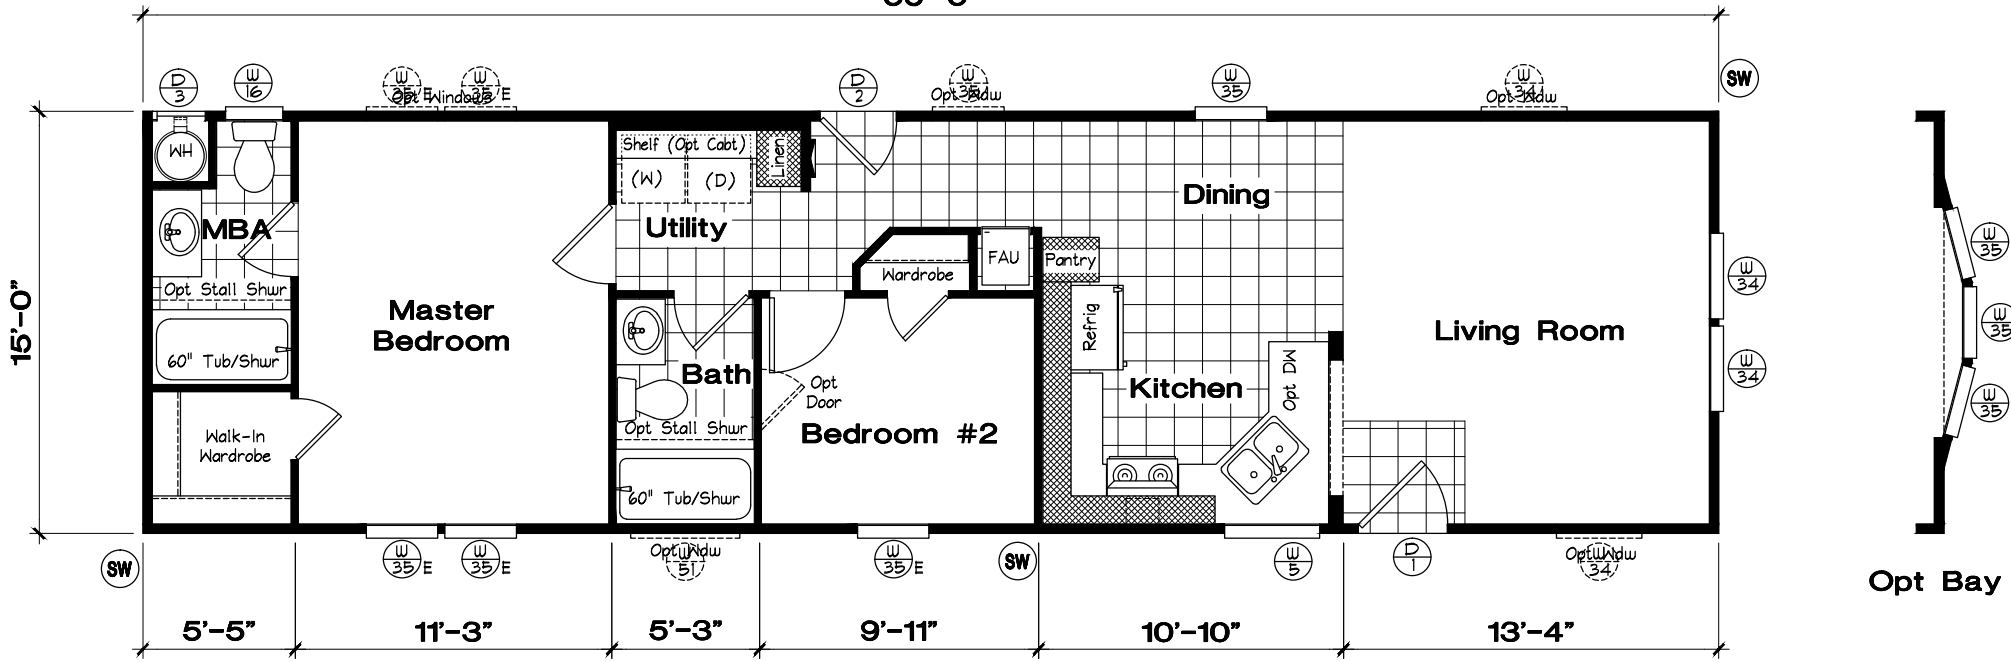 D
3
W
16
W
35 E
W
35 E
Opt Windows
D
2
W
Opt Wdw
W
35
W
34
Opt Wdw
SW
WH
Shelf (Opt Cabt)
(W)
(D)
Linen
MBA
Utility
Dining
Opt Stall Shwr
Wardrobe
FAU
Pantry
W
35
15'-0"
Master
Bedroom
60" Tub/Shwr
Refrig
Living Room
W
34
W
35
W
34
W
35
Bath
Opt
Door
Kitchen
Opt DW
Opt Stall Shwr
Bedroom #2
Walk-In
Wardrobe
60" Tub/Shwr
SW
W
35 E
W
35 E
Opt Wdw
W
51
W
35 E
SW
W
5
D
1
Opt Wdw
W
34
Opt Bay
5'-5"
11'-3"
5'-3"
9'-11"
10'-10"
13'-4"